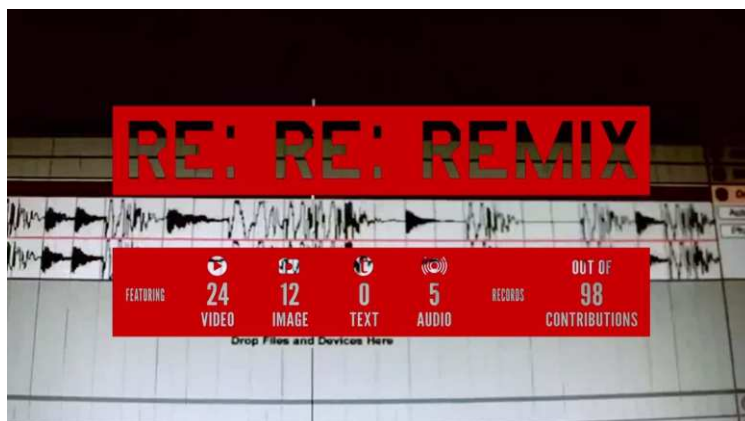 RE: RE: REMIX
FEATURING
24
VIDEO
12
IMAGE
0
TEXT
5
AUDIO
RECORDS
OUT OF
98
CONTRIBUTIONS
Drop Files and Devices Here